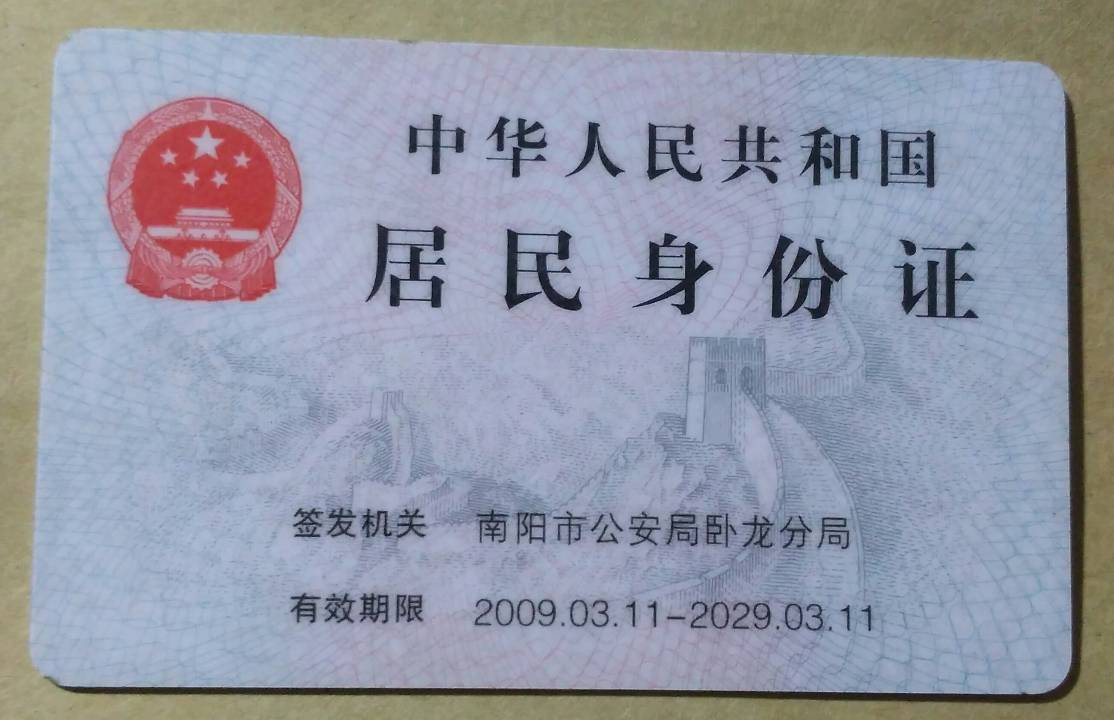 中华人民共和国
居民身份证
签发机关 南阳市公安局卧龙分局
有效期限 2009.03.11-2029.03.11